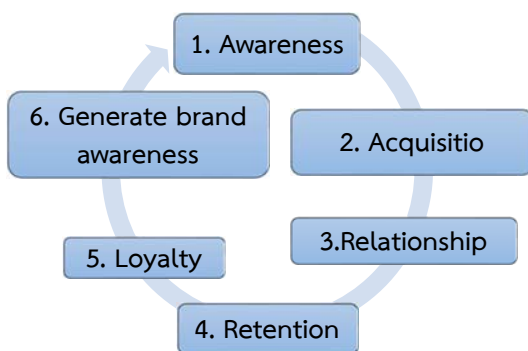 1. Awareness
2. Acquisitio
3.Relationship
4. Retention
5. Loyalty
6. Generate brand
awareness